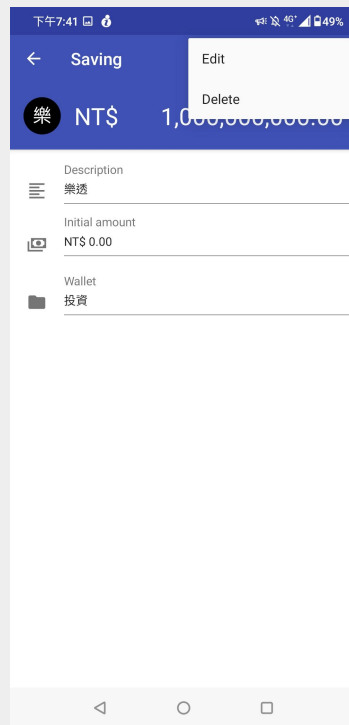 下午7:41
4G+
49%
Saving
Edit
Delete
樂
NT$ 1,000,000,000.00
Description
樂透
Initial amount
NT$ 0.00
Wallet
投資